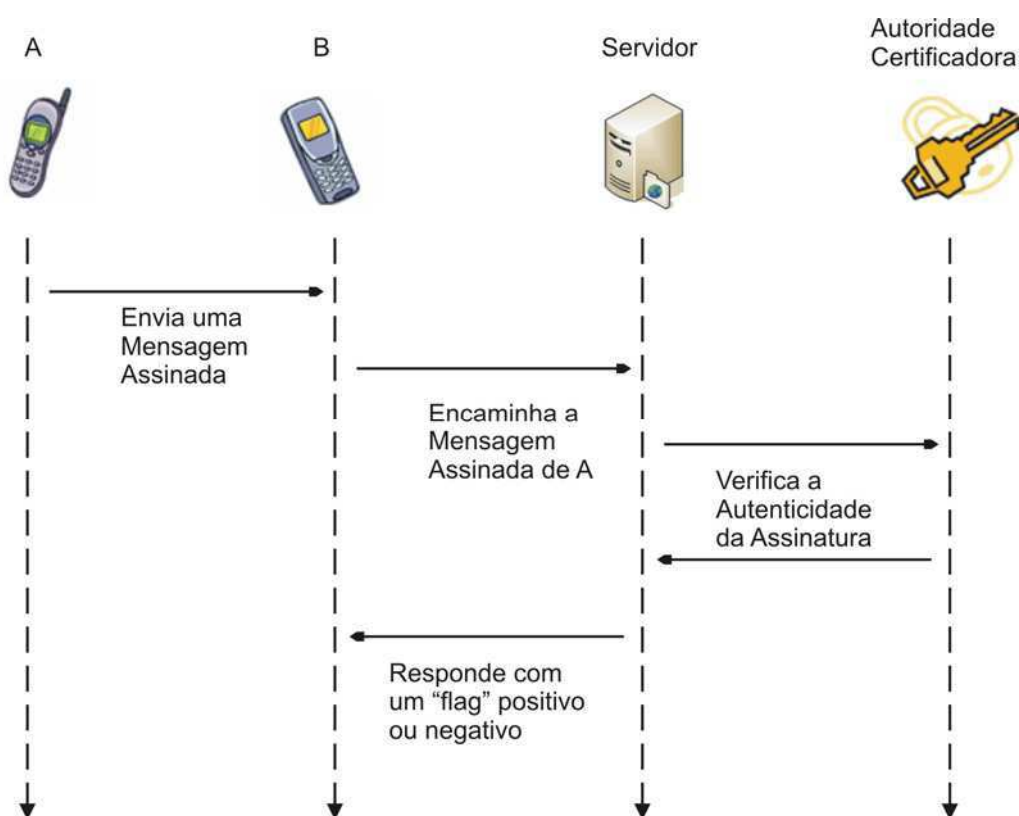 A
B
Servidor
Autoridade
Certificadora
Envia uma
Mensagem
Assinada
Encaminha a
Mensagem
Assinada de A
Verifica a
Autenticidade
da Assinatura
Responde com
um “flag” positivo
ou negativo